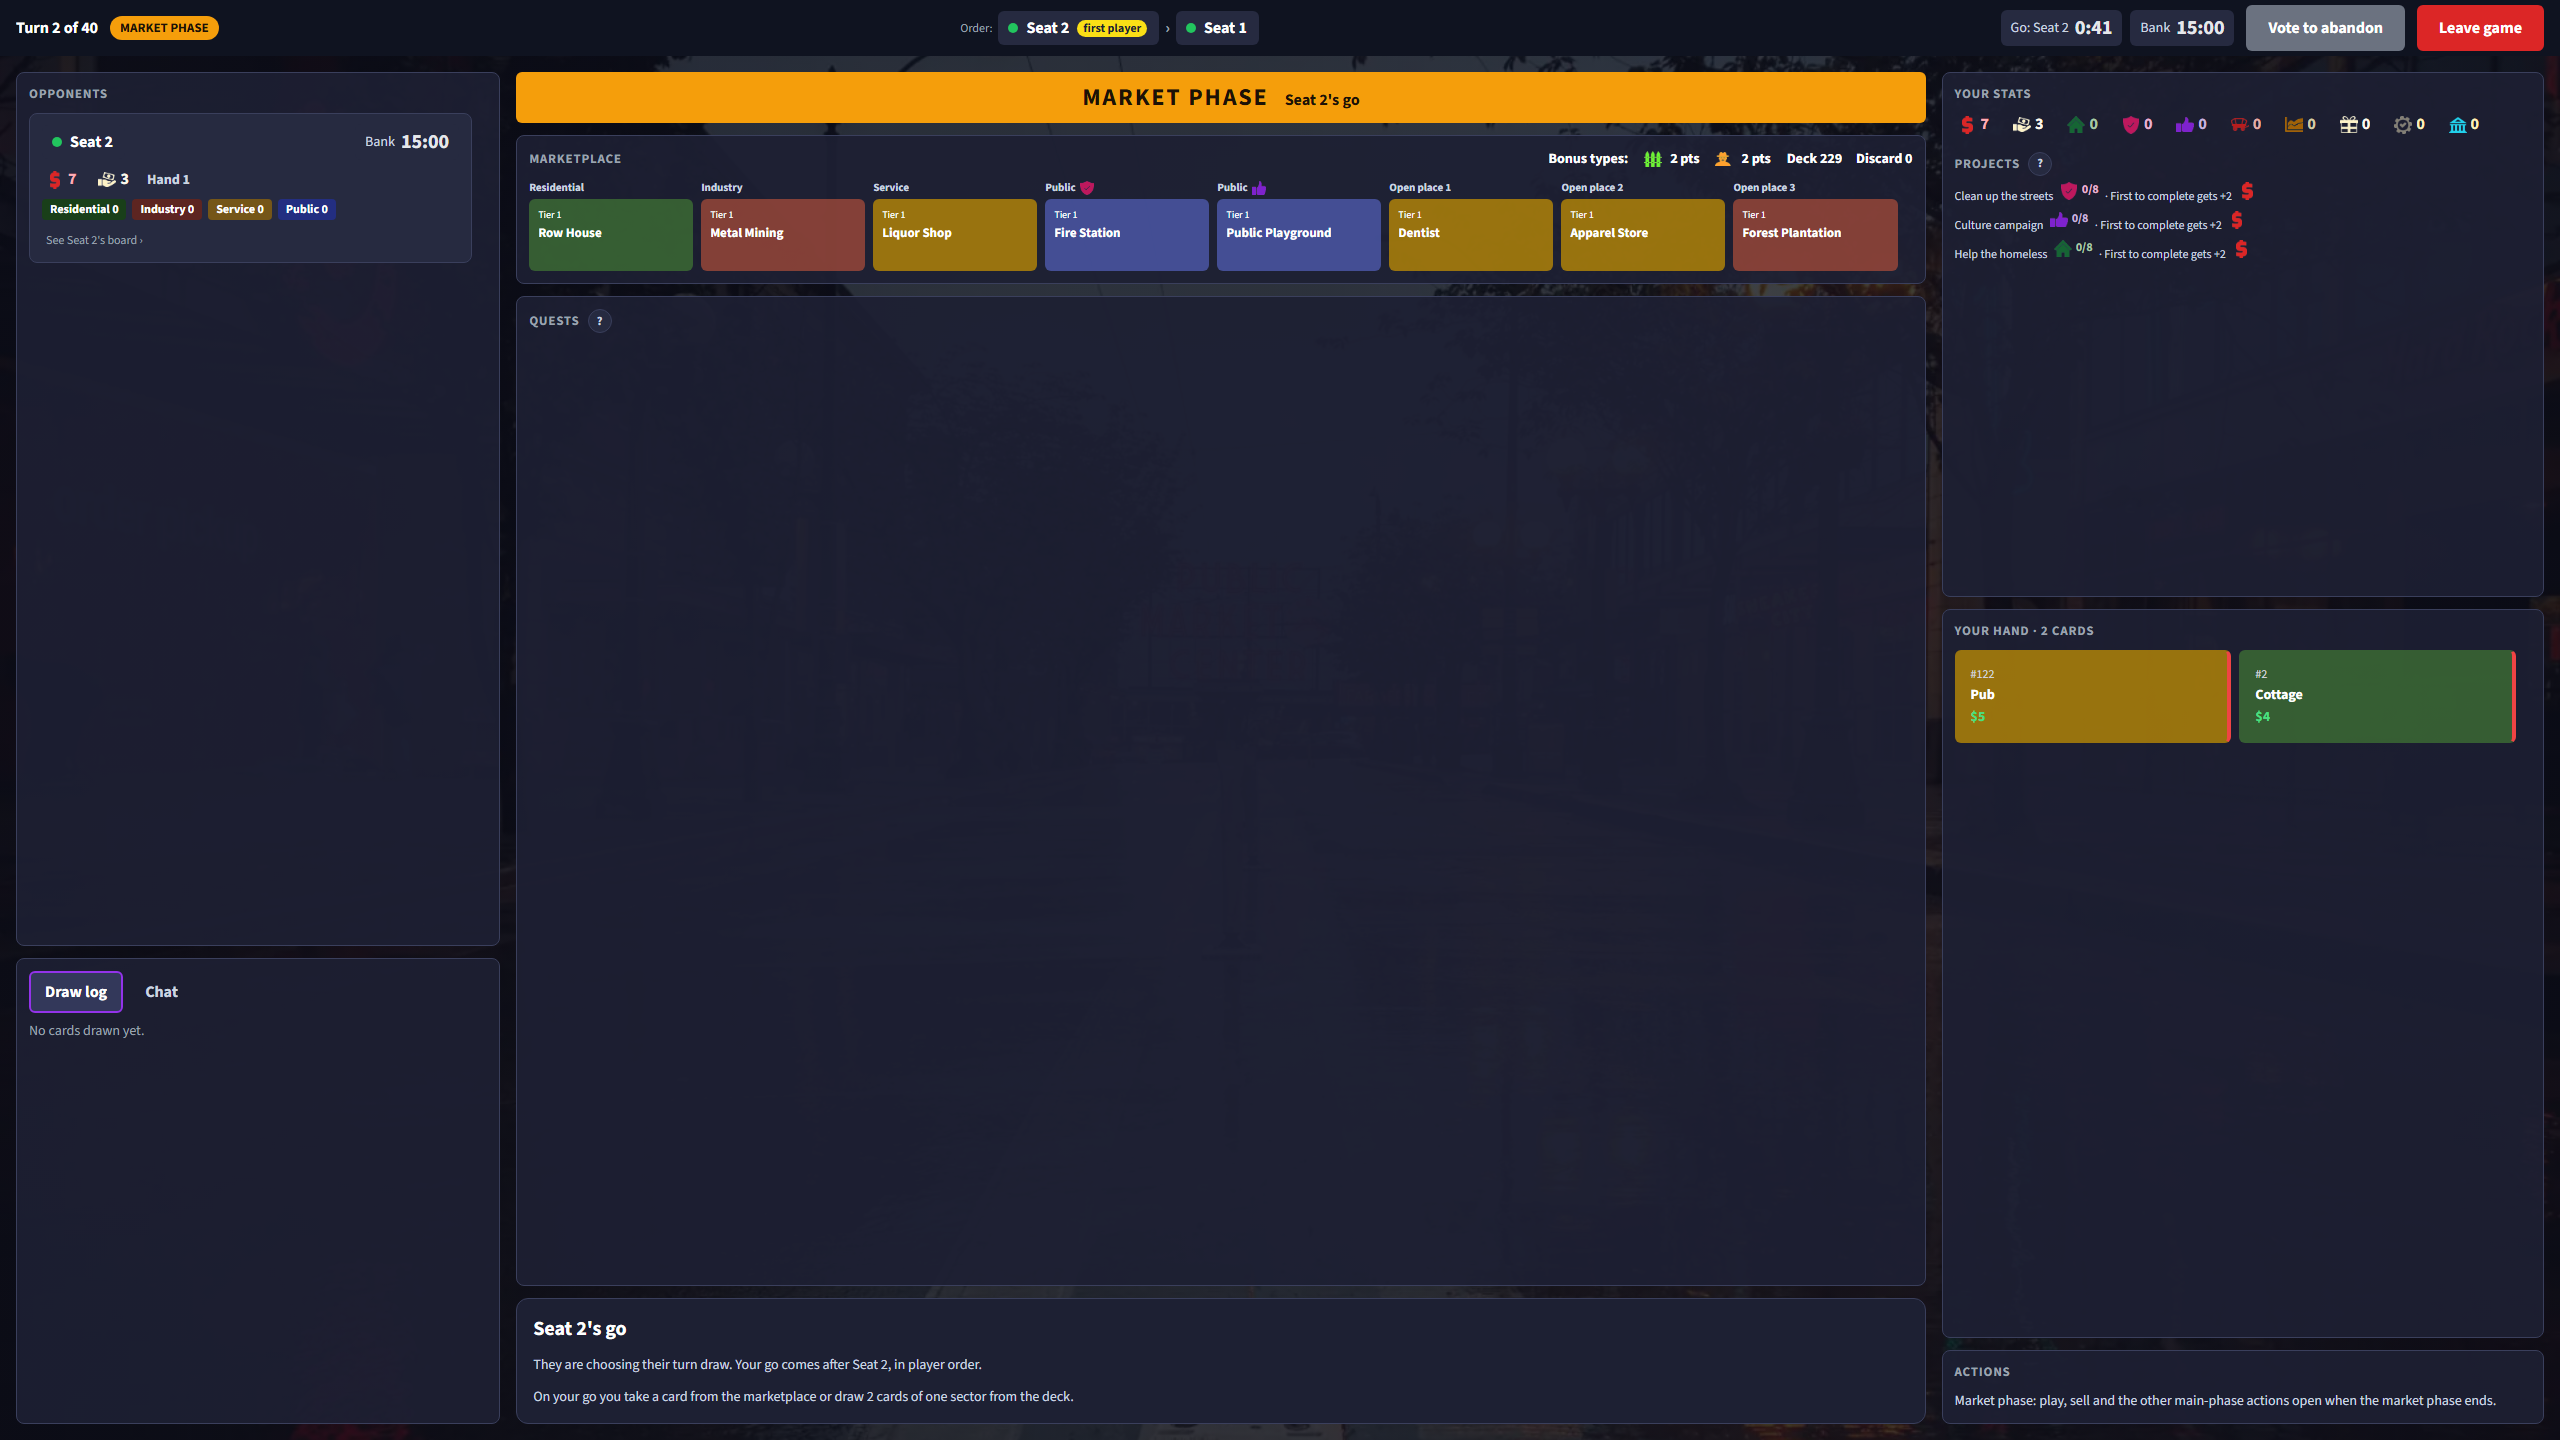 Turn 2 of 40 MARKET PHASE
Order: Seat 2 first player › Seat 1
Go: Seat 2 0:41 Bank 15:00 Vote to abandon Leave game
OPPONENTS
Seat 2 Bank 15:00
7 3 Hand 1
Residential 0 Industry 0 Service 0 Public 0
See Seat 2's board ›
Draw log Chat
No cards drawn yet.
MARKET PHASE Seat 2's go
MARKETPLACE Bonus types: 2 pts 2 pts Deck 229 Discard 0
Residential Industry Service Public Public Open place 1 Open place 2 Open place 3
Tier 1 Tier 1 Tier 1 Tier 1 Tier 1 Tier 1 Tier 1 Tier 1
Row House Metal Mining Liquor Shop Fire Station Public Playground Dentist Apparel Store Forest Plantation
QUESTS ?
Seat 2's go
They are choosing their turn draw. Your go comes after Seat 2, in player order.
On your go you take a card from the marketplace or draw 2 cards of one sector from the deck.
YOUR STATS
7 3 0 0 0 0 0 0 0 0
PROJECTS ?
Clean up the streets 0/8 · First to complete gets +2
Culture campaign 0/8 · First to complete gets +2
Help the homeless 0/8 · First to complete gets +2
YOUR HAND · 2 CARDS
#122 #2
Pub Cottage
$5 $4
ACTIONS
Market phase: play, sell and the other main-phase actions open when the market phase ends.